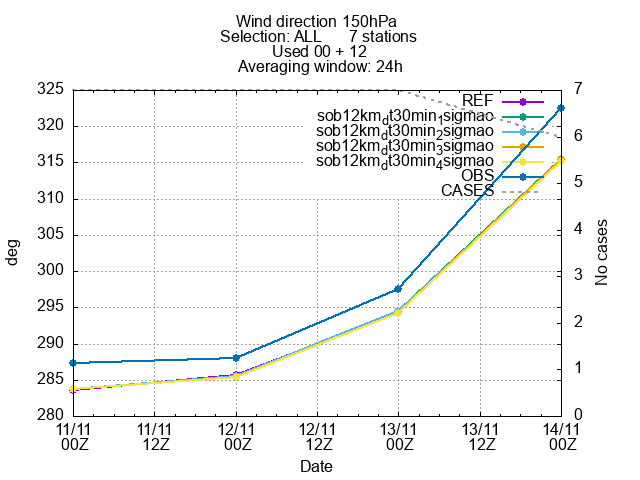 Wind direction 150hPa
Selection: ALL 7 stations
Used 00 + 12
Averaging window: 24h
325
320
315
310
305
300
295
290
285
280
deg
7
6
5
4
3
2
1
0
No cases
REF
sob12km_dt30min_1sigmao
sob12km_dt30min_2sigmao
sob12km_dt30min_3sigmao
sob12km_dt30min_4sigmao
OBS
CASES
11/11 11/11 12/11 12/11 13/11 13/11 14/11
00Z 12Z 00Z 12Z 00Z 12Z 00Z
Date